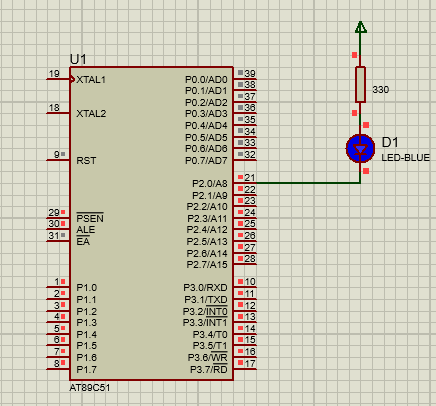 U1
19 XTAL1
18 XTAL2
9 RST
29 PSEN
30 ALE
31 EA
1 P1.0
2 P1.1
3 P1.2
4 P1.3
5 P1.4
6 P1.5
7 P1.6
8 P1.7
P0.0/AD0 39
P0.1/AD1 38
P0.2/AD2 37
P0.3/AD3 36
P0.4/AD4 35
P0.5/AD5 34
P0.6/AD6 33
P0.7/AD7 32
P2.0/A8 21
P2.1/A9 22
P2.2/A10 23
P2.3/A11 24
P2.4/A12 25
P2.5/A13 26
P2.6/A14 27
P2.7/A15 28
P3.0/RXD 10
P3.1/TXD 11
P3.2/INT0 12
P3.3/INT1 13
P3.4/T0 14
P3.5/T1 15
P3.6/WR 16
P3.7/RD 17
AT89C51
330
D1
LED-BLUE